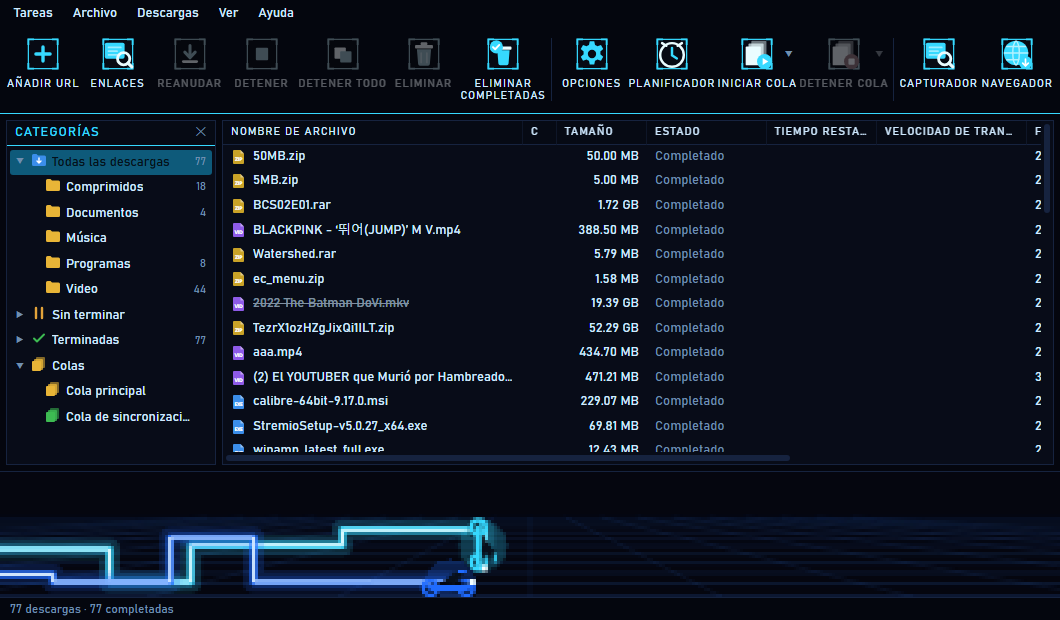 Tareas Archivo Descargas Ver Ayuda
AÑADIR URL ENLACES REANUDAR DETENER DETENER TODO ELIMINAR ELIMINAR COMPLETADAS OPCIONES PLANIFICADOR INICIAR COLA DETENER COLA CAPTURADOR NAVEGADOR
CATEGORÍAS
Todas las descargas 77
Comprimidos 18
Documentos 4
Música
Programas 8
Video 44
Sin terminar
Terminadas 77
Colas
Cola principal
Cola de sincronizaci...
NOMBRE DE ARCHIVO C TAMAÑO ESTADO TIEMPO RESTA... VELOCIDAD DE TRAN... F
50MB.zip 50.00 MB Completado 2
5MB.zip 5.00 MB Completado 2
BCS02E01.rar 1.72 GB Completado 2
BLACKPINK - ‘뛰어(JUMP)’ M V.mp4 388.50 MB Completado 2
Watershed.rar 5.79 MB Completado 2
ec_menu.zip 1.58 MB Completado 2
2022 The Batman DoVi.mkv 19.39 GB Completado 2
TezrX1ozHZgJixQi1ILT.zip 52.29 GB Completado 2
aaa.mp4 434.70 MB Completado 2
(2) El YOUTUBER que Murió por Hambreado... 471.21 MB Completado 3
calibre-64bit-9.17.0.msi 229.07 MB Completado 2
StremioSetup-v5.0.27_x64.exe 69.81 MB Completado 2
winamp_latest_full.exe 12.43 MB Completado 2
77 descargas · 77 completadas